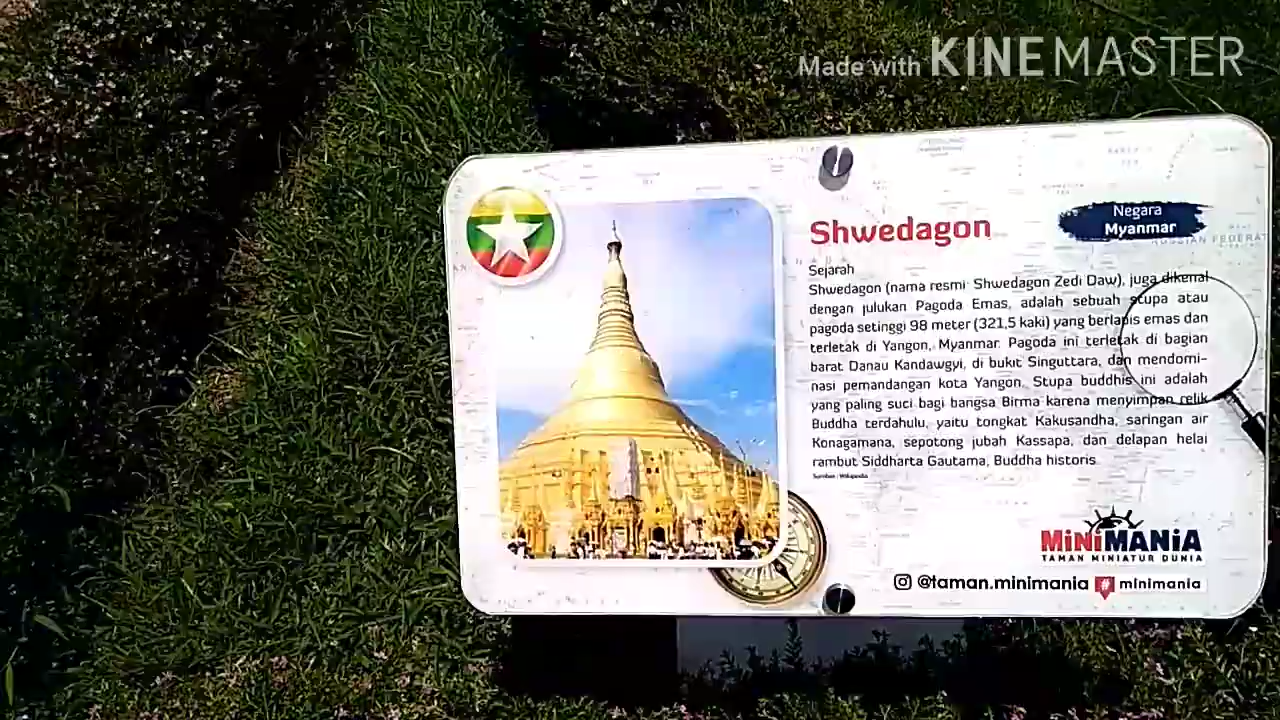 Made with KINEMASTER
Shwedagon
Negara
Myanmar
Sejarah
Shwedagon (nama resmi: Shwedagon Zedi Daw), juga dikenal
dengan julukan Pagoda Emas, adalah sebuah stupa atau
pagoda setinggi 98 meter (321,5 kaki) yang berlapis emas dan
terletak di Yangon, Myanmar. Pagoda ini terletak di bagian
barat Danau Kandawgyi, di bukit Singuttara, dan mendomi-
nasi pemandangan kota Yangon. Stupa buddhis ini adalah
yang paling suci bagi bangsa Birma karena menyimpan relik
Buddha terdahulu, yaitu tongkat Kakusandha, saringan air
Konagamana, sepotong jubah Kassapa, dan delapan helai
rambut Siddharta Gautama, Buddha historis.
Sumber : Wikipedia
MiNiMANiA
TAMAN MINIATUR DUNIA
@taman.minimania # minimania